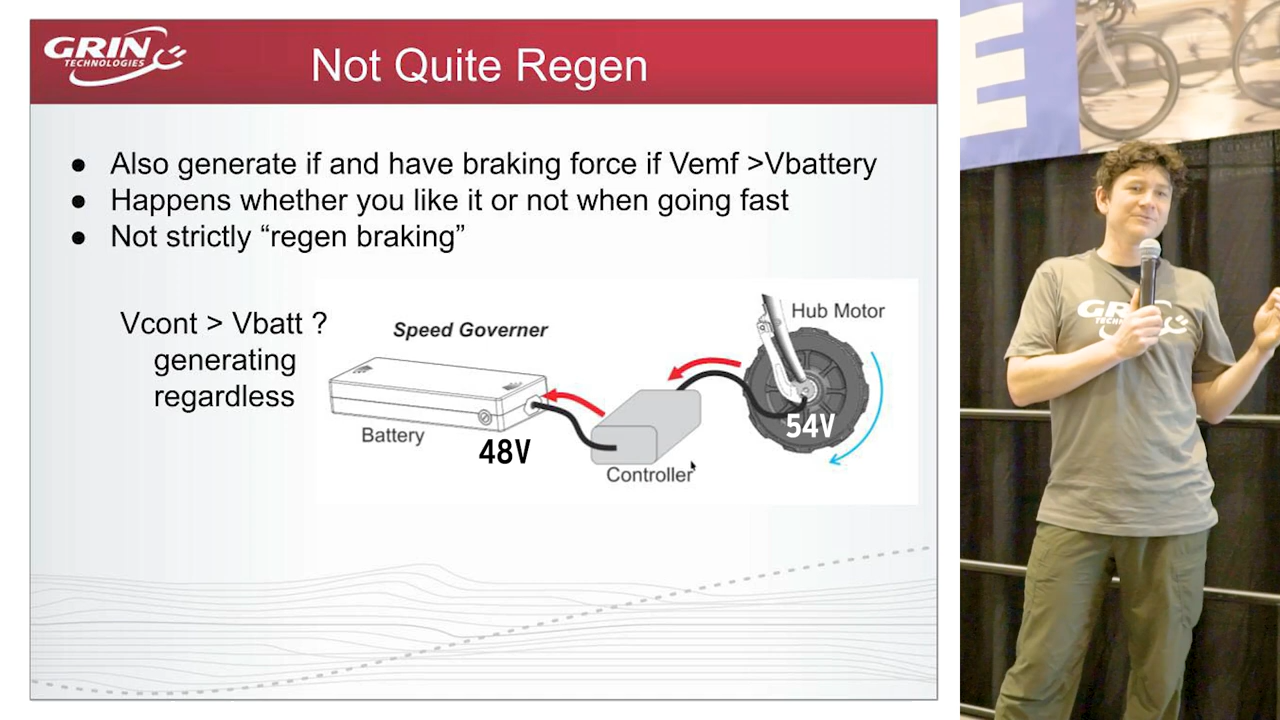 GRIN
TECHNOLOGIES
Not Quite Regen
● Also generate if and have braking force if Vemf >Vbattery
● Happens whether you like it or not when going fast
● Not strictly “regen braking”
Vcont > Vbatt ?
generating
regardless
Speed Governer
Hub Motor
54V
Battery
48V
Controller
E
GRIN